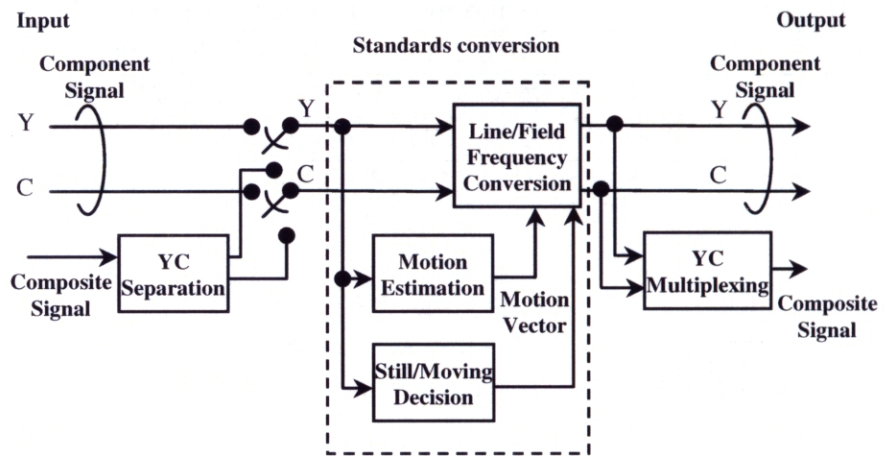 Input
Output
Standards conversion
Component
Signal
Component
Signal
Y
Y
Y
Line/Field
Frequency
Conversion
C
C
C
YC
Separation
Composite
Signal
Motion
Estimation
Motion
Vector
YC
Multiplexing
Composite
Signal
Still/Moving
Decision